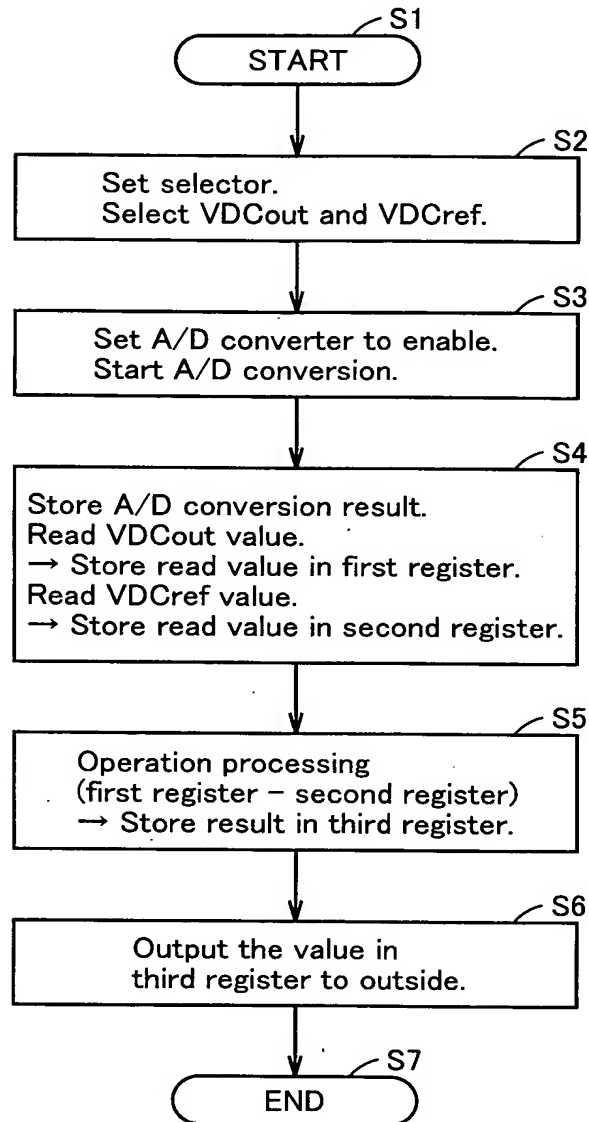 S1
START
S2
Set selector.
Select VDCout and VDCref.
S3
Set A/D converter to enable.
Start A/D conversion.
S4
Store A/D conversion result.
Read VDCout value.
→ Store read value in first register.
Read VDCref value.
→ Store read value in second register.
S5
Operation processing
(first register – second register)
→ Store result in third register.
S6
Output the value in
third register to outside.
S7
END